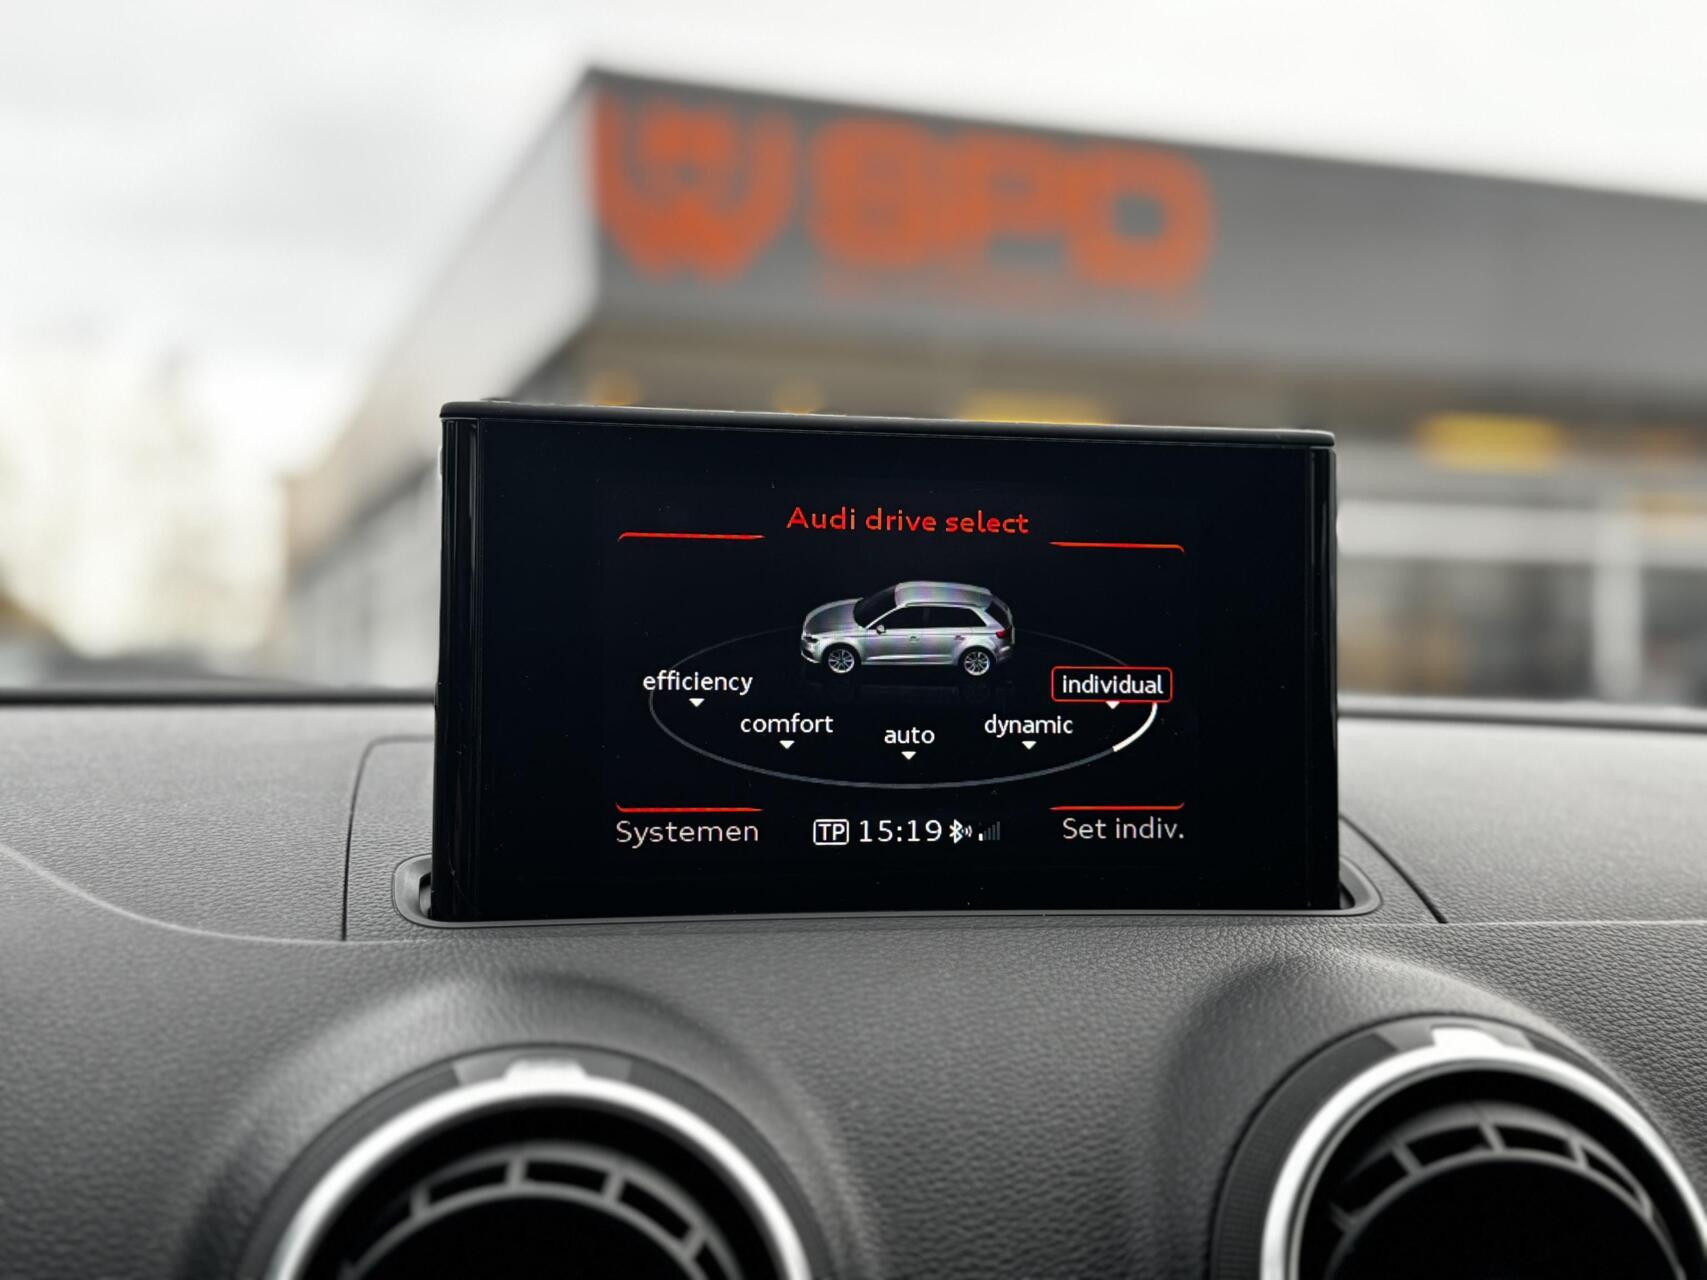 Audi drive select
efficiency
comfort
auto
dynamic
individual
Systemen
TP 15:19
Set indiv.